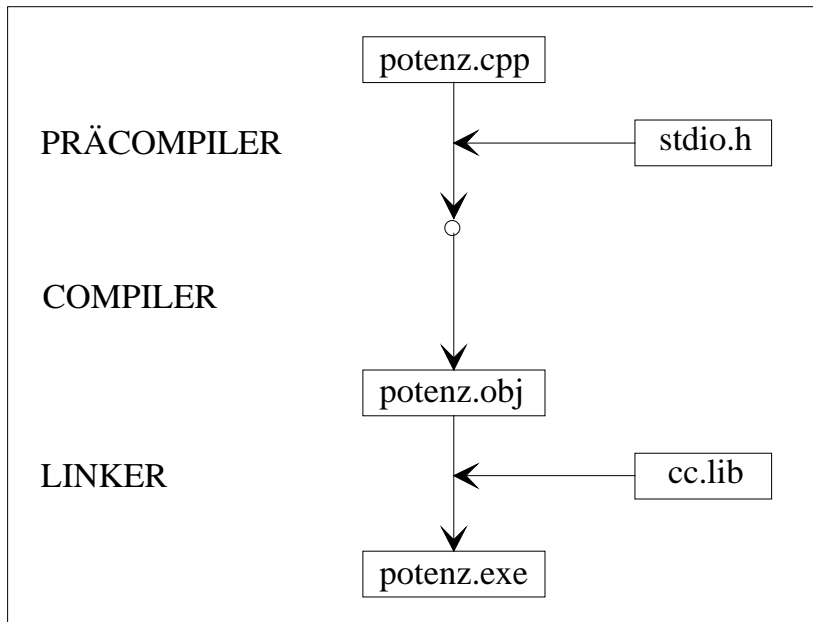 potenz.cpp
PRÄCOMPILER
stdio.h
COMPILER
potenz.obj
LINKER
cc.lib
potenz.exe